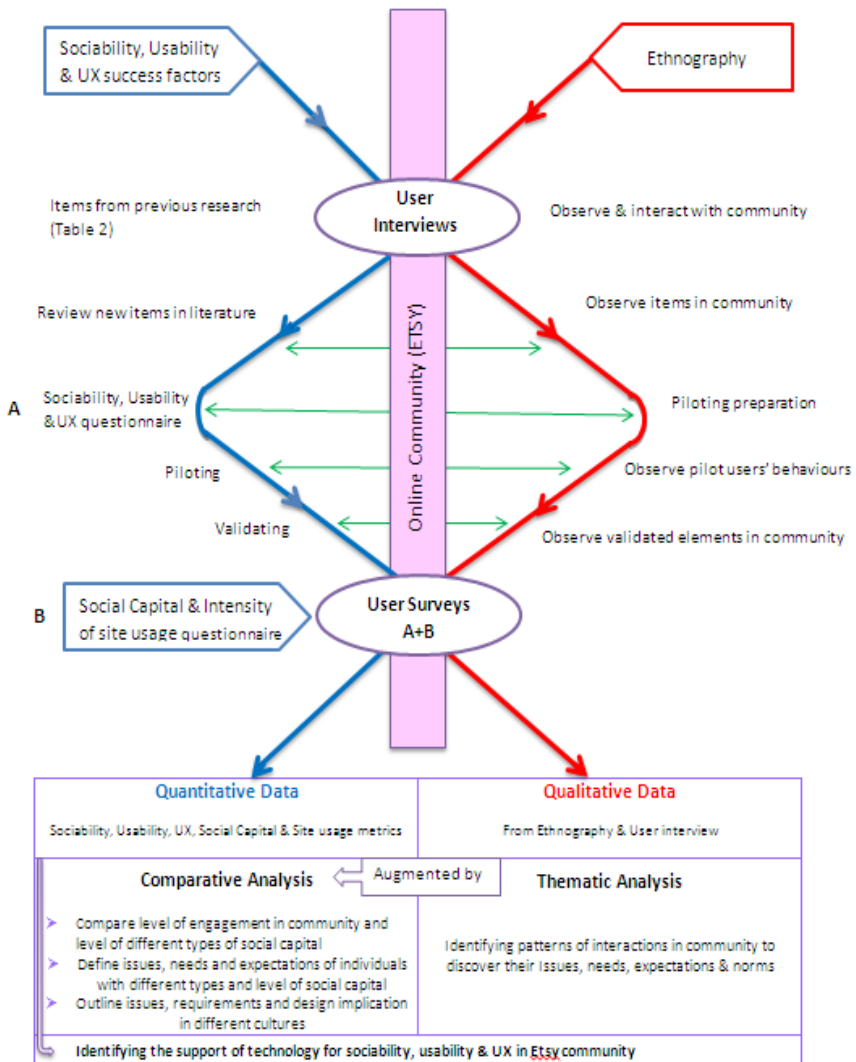 Sociability, Usability
& UX success factors
Ethnography
User
Interviews
Items from previous research
(Table 2)
Observe & interact with community
Review new items in literature
Observe items in community
Online Community (ETSY)
A
Sociability, Usability
&UX questionnaire
Piloting preparation
Piloting
Observe pilot users' behaviours
Validating
Observe validated elements in community
B
Social Capital & Intensity
of site usage questionnaire
User Surveys
A+B
Quantitative Data
Qualitative Data
Sociability, Usability, UX, Social Capital & Site usage metrics
From Ethnography & User interview
Comparative Analysis
Augmented by
Thematic Analysis
Compare level of engagement in community and
level of different types of social capital
Define issues, needs and expectations of individuals
with different types and level of social capital
Outline issues, requirements and design implication
in different cultures
Identifying patterns of interactions in community to
discover their Issues, needs, expectations & norms
Identifying the support of technology for sociability, usability & UX in Etsy community